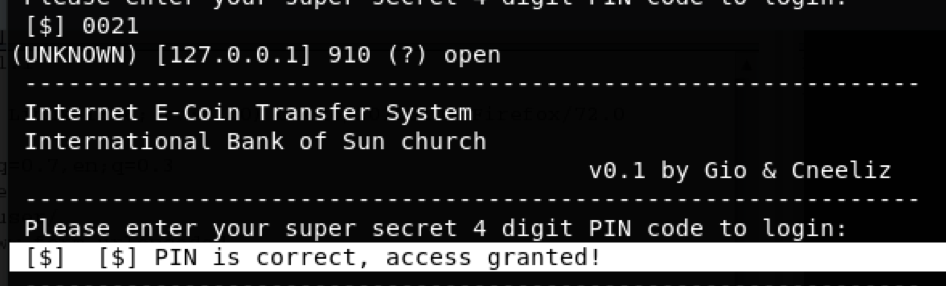 Please enter your super secret 4 digit PIN code to login:
[$] 0021
(UNKNOWN) [127.0.0.1] 910 (?) open
--------------------------------------------------------------
Internet E-Coin Transfer System
International Bank of Sun church
v0.1 by Gio & Cneeliz
--------------------------------------------------------------
Please enter your super secret 4 digit PIN code to login:
[$]  [$] PIN is correct, access granted!